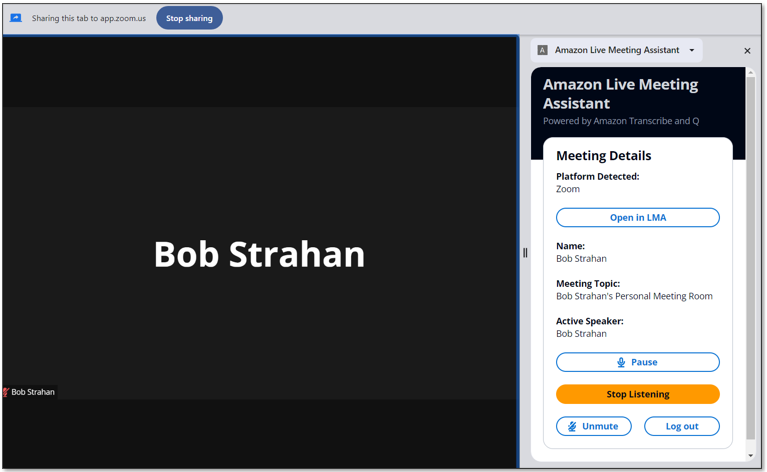 Sharing this tab to app.zoom.us
Stop sharing
Bob Strahan
Bob Strahan
A
Amazon Live Meeting Assistant
Amazon Live Meeting
Assistant
Powered by Amazon Transcribe and Q
Meeting Details
Platform Detected:
Zoom
Open in LMA
Name:
Bob Strahan
Meeting Topic:
Bob Strahan's Personal Meeting Room
Active Speaker:
Bob Strahan
Pause
Stop Listening
Unmute
Log out